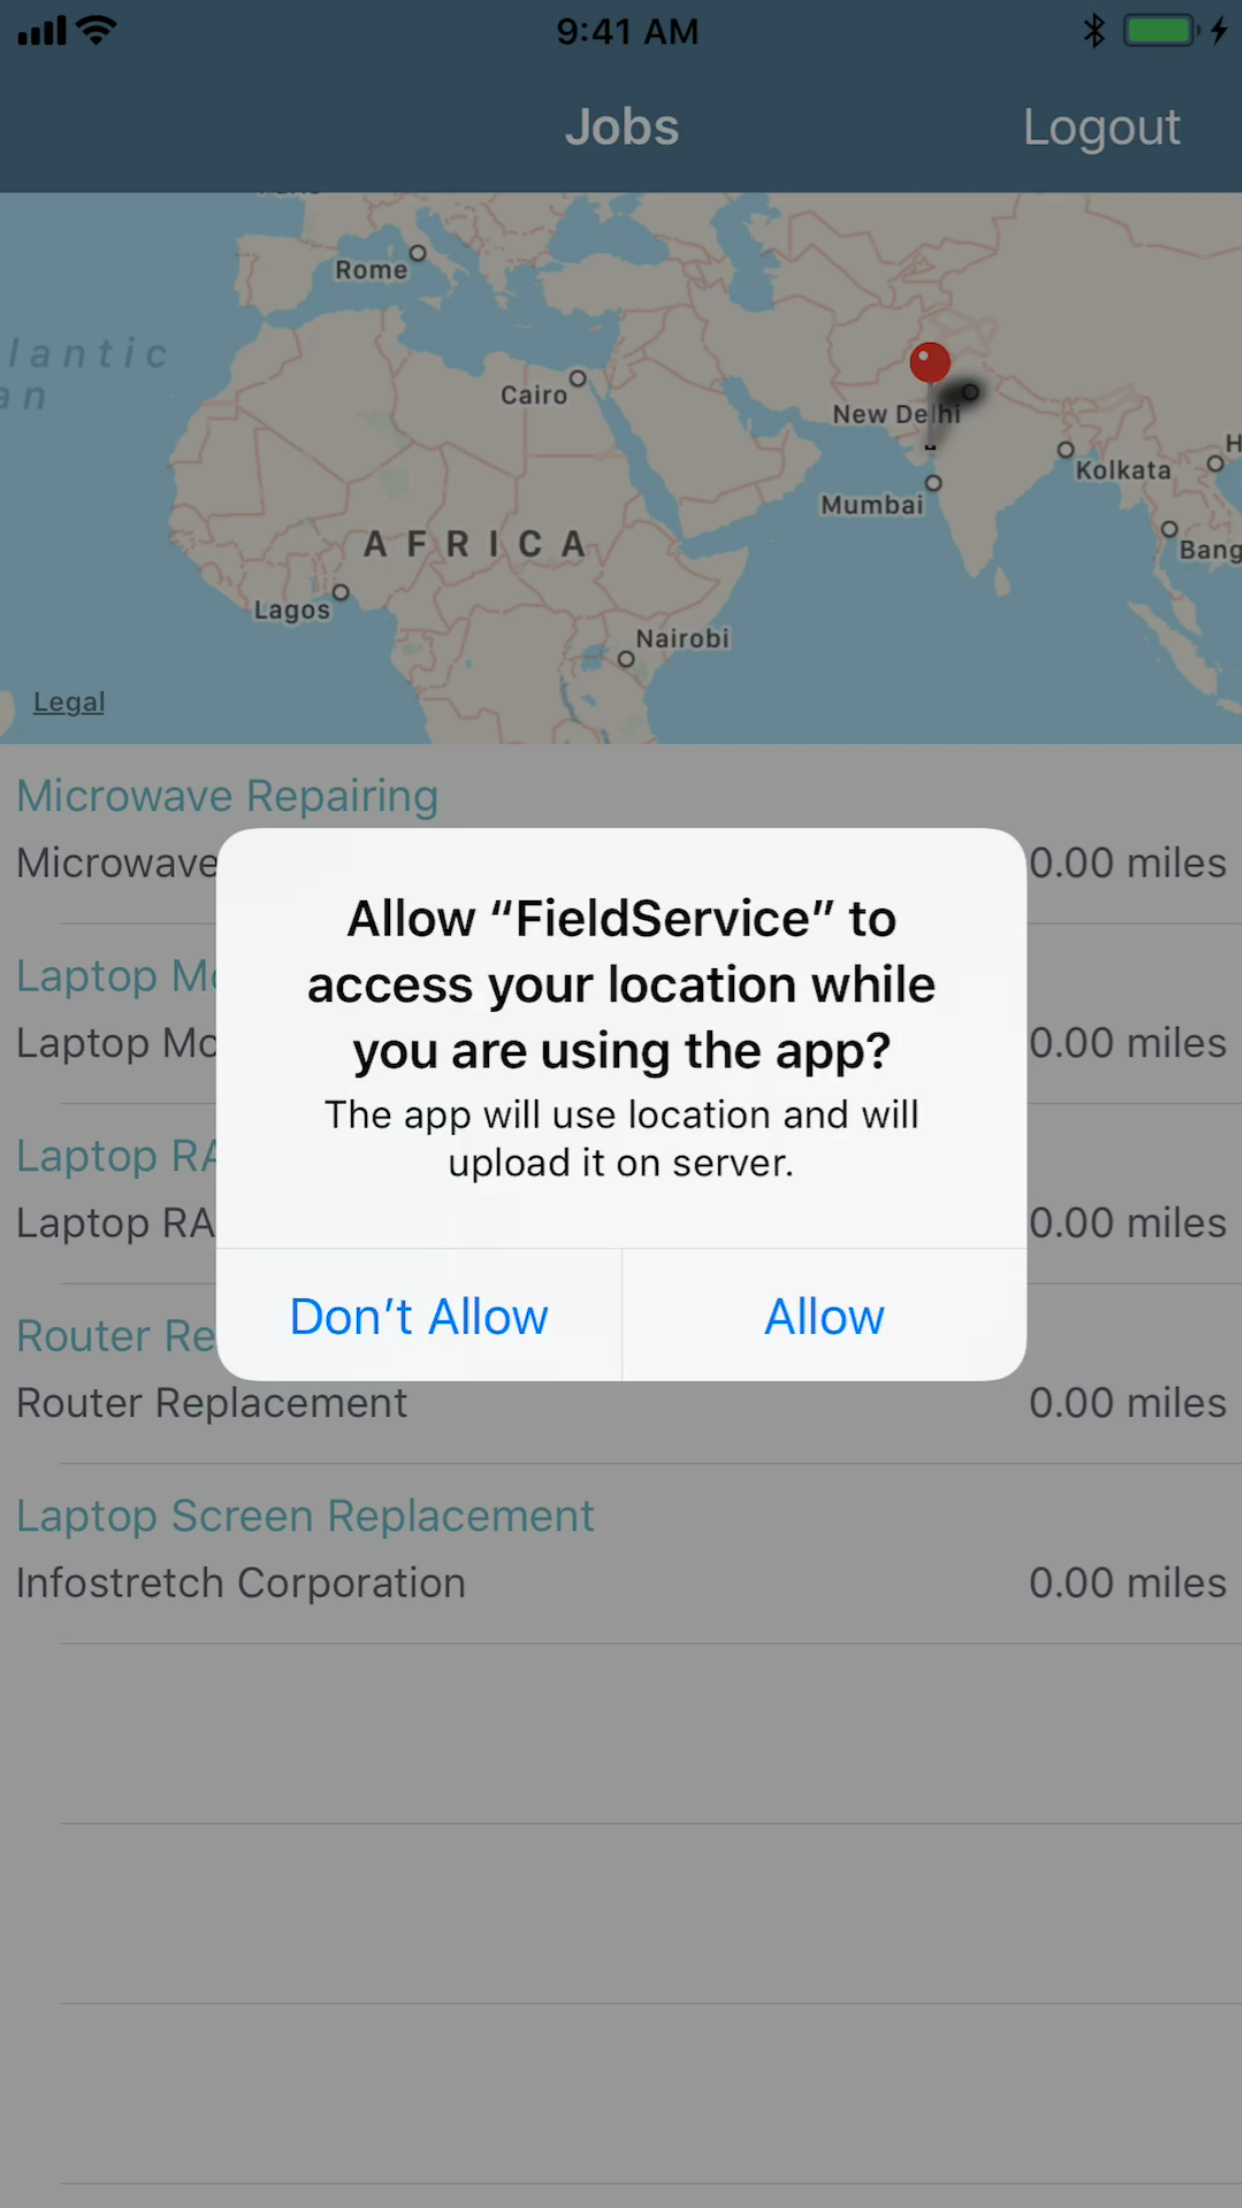 9:41 AM
Jobs
Logout
lantic
an
Rome
Cairo
New Delhi
Kolkata
Mumbai
AFRICA
Bang
Lagos
Nairobi
Legal
Microwave Repairing
Microwave
0.00 miles
Allow “FieldService” to
access your location while
you are using the app?
The app will use location and will
upload it on server.
Don’t Allow
Allow
Laptop Mo
Laptop Mo
0.00 miles
Laptop RA
Laptop RA
0.00 miles
Router Re
Router Replacement
0.00 miles
Laptop Screen Replacement
Infostretch Corporation
0.00 miles